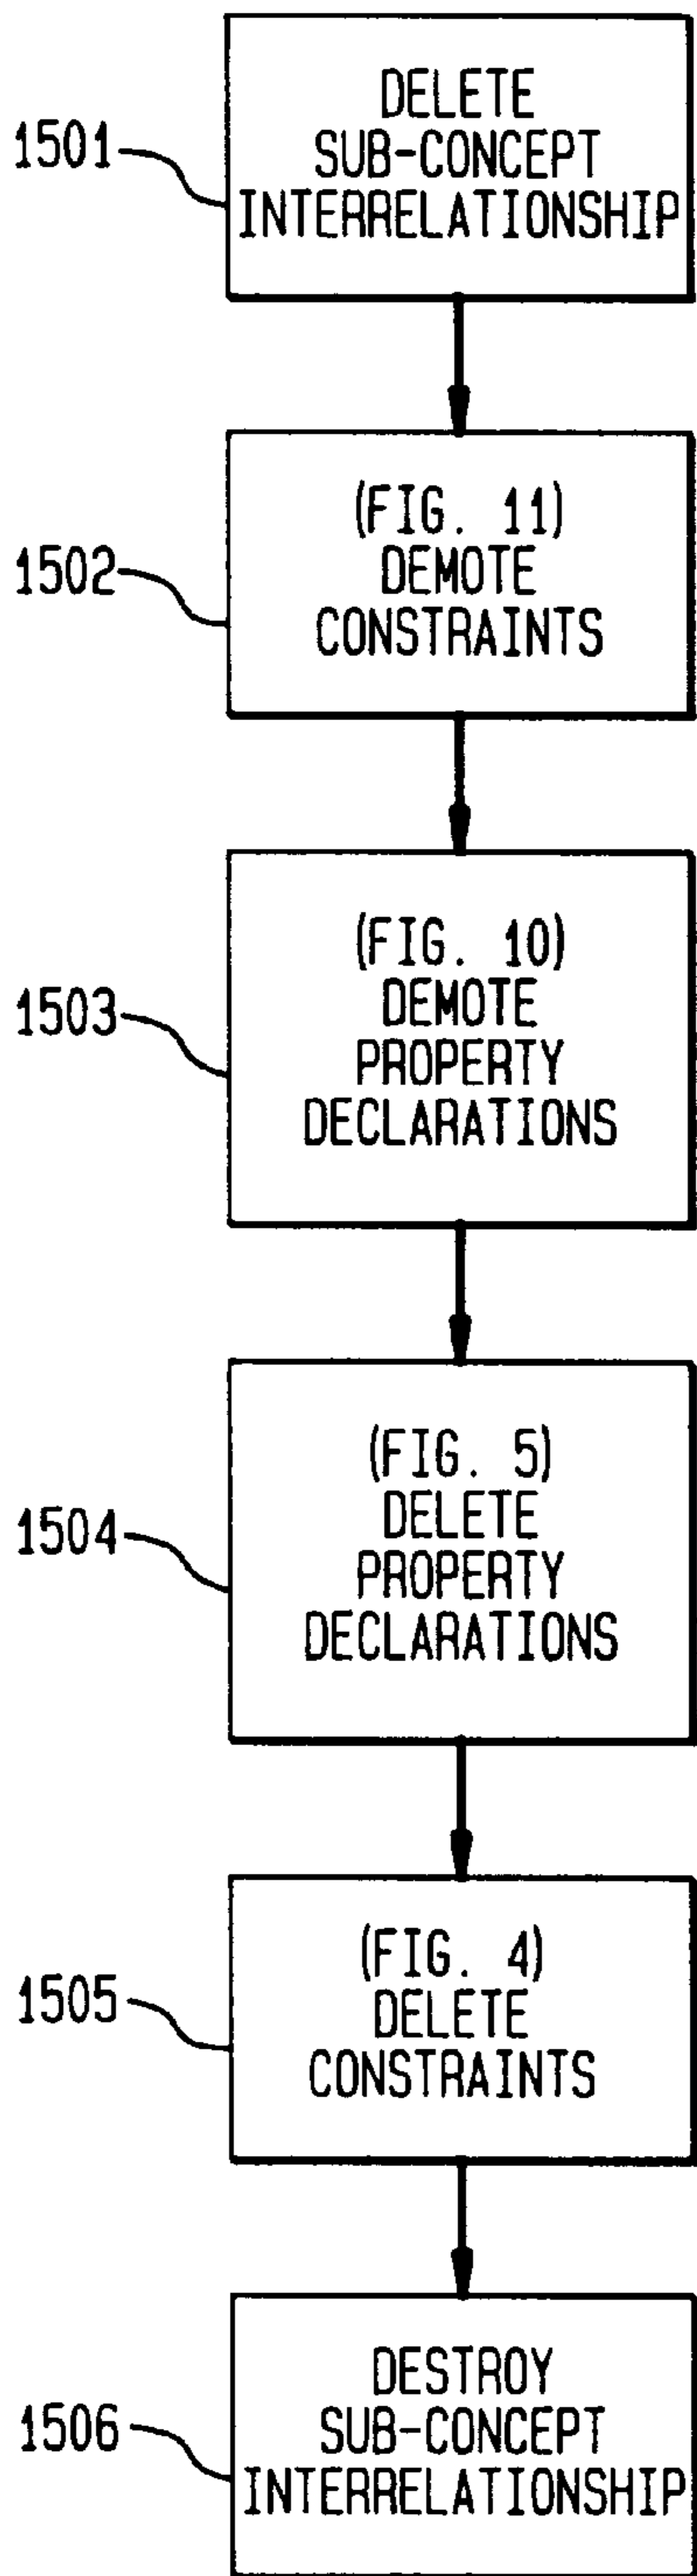 DELETE
SUB-CONCEPT
INTERRELATIONSHIP
1501
(FIG. 11)
DEMOTE
CONSTRAINTS
1502
(FIG. 10)
DEMOTE
PROPERTY
DECLARATIONS
1503
(FIG. 5)
DELETE
PROPERTY
DECLARATIONS
1504
(FIG. 4)
DELETE
CONSTRAINTS
1505
DESTROY
SUB-CONCEPT
INTERRELATIONSHIP
1506